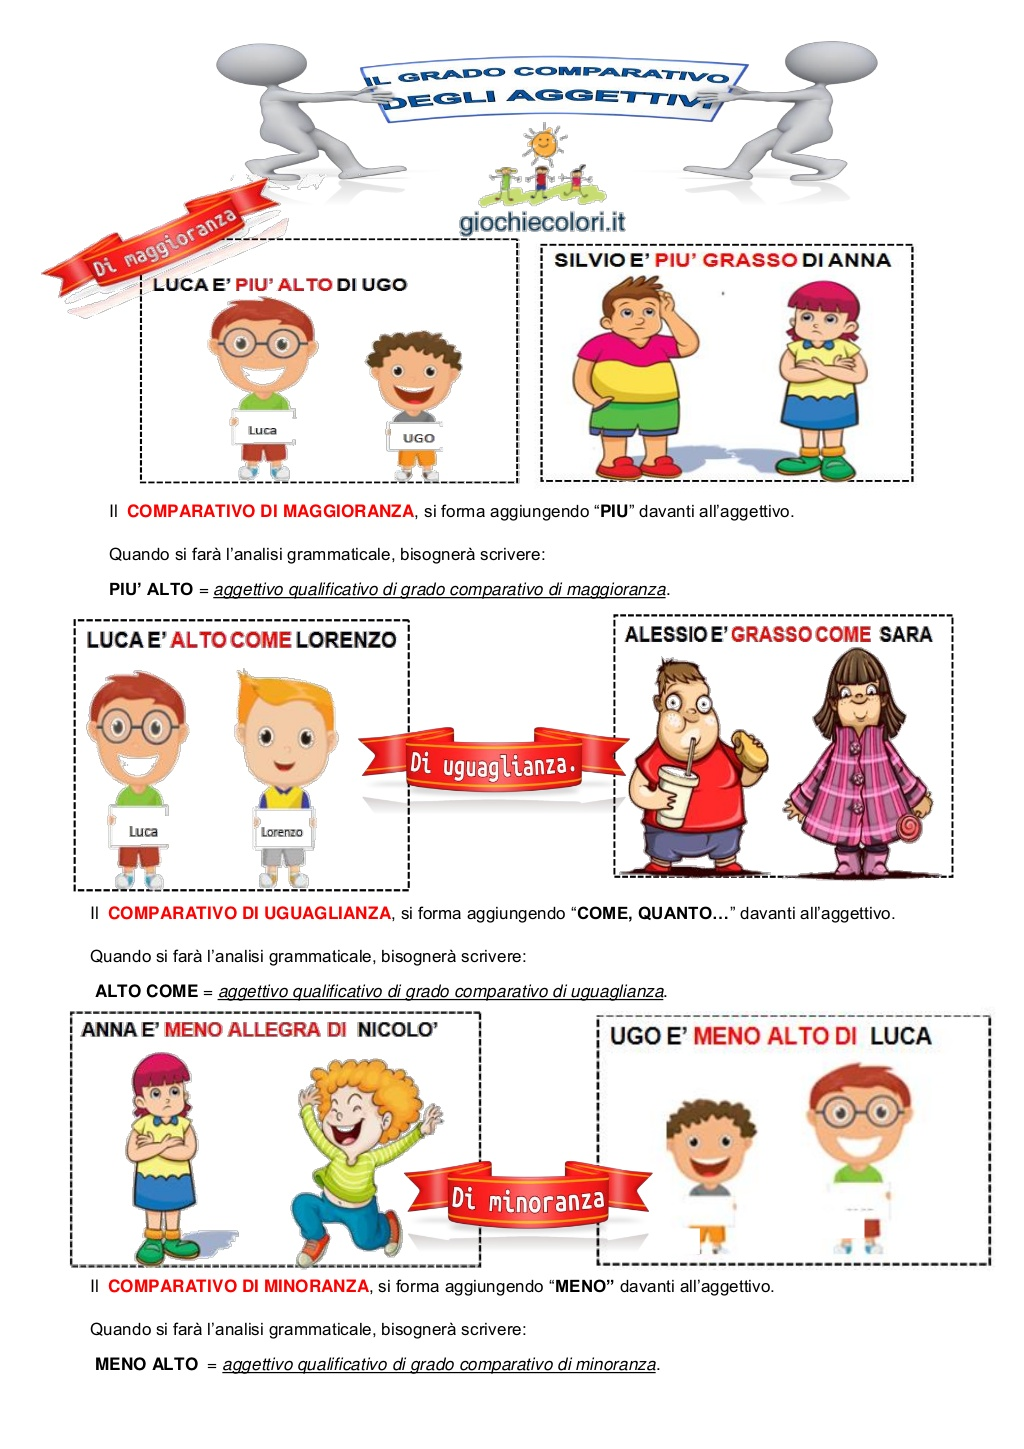 IL GRADO COMPARATIVO
DEGLI AGGETTIVI
giochiecolori.it
Di maggioranza
LUCA E' PIU' ALTO DI UGO
SILVIO E' PIU' GRASSO DI ANNA
Luca
UGO
Il COMPARATIVO DI MAGGIORANZA, si forma aggiungendo “PIU” davanti all’aggettivo.
Quando si farà l’analisi grammaticale, bisognerà scrivere:
PIU’ ALTO = aggettivo qualificativo di grado comparativo di maggioranza.
LUCA E' ALTO COME LORENZO
ALESSIO E' GRASSO COME SARA
Di uguaglianza.
Luca
Lorenzo
Il COMPARATIVO DI UGUAGLIANZA, si forma aggiungendo “COME, QUANTO…” davanti all’aggettivo.
Quando si farà l’analisi grammaticale, bisognerà scrivere:
ALTO COME = aggettivo qualificativo di grado comparativo di uguaglianza.
ANNA E' MENO ALLEGRA DI NICOLO'
UGO E' MENO ALTO DI LUCA
Di minoranza
Il COMPARATIVO DI MINORANZA, si forma aggiungendo “MENO” davanti all’aggettivo.
Quando si farà l’analisi grammaticale, bisognerà scrivere:
MENO ALTO = aggettivo qualificativo di grado comparativo di minoranza.